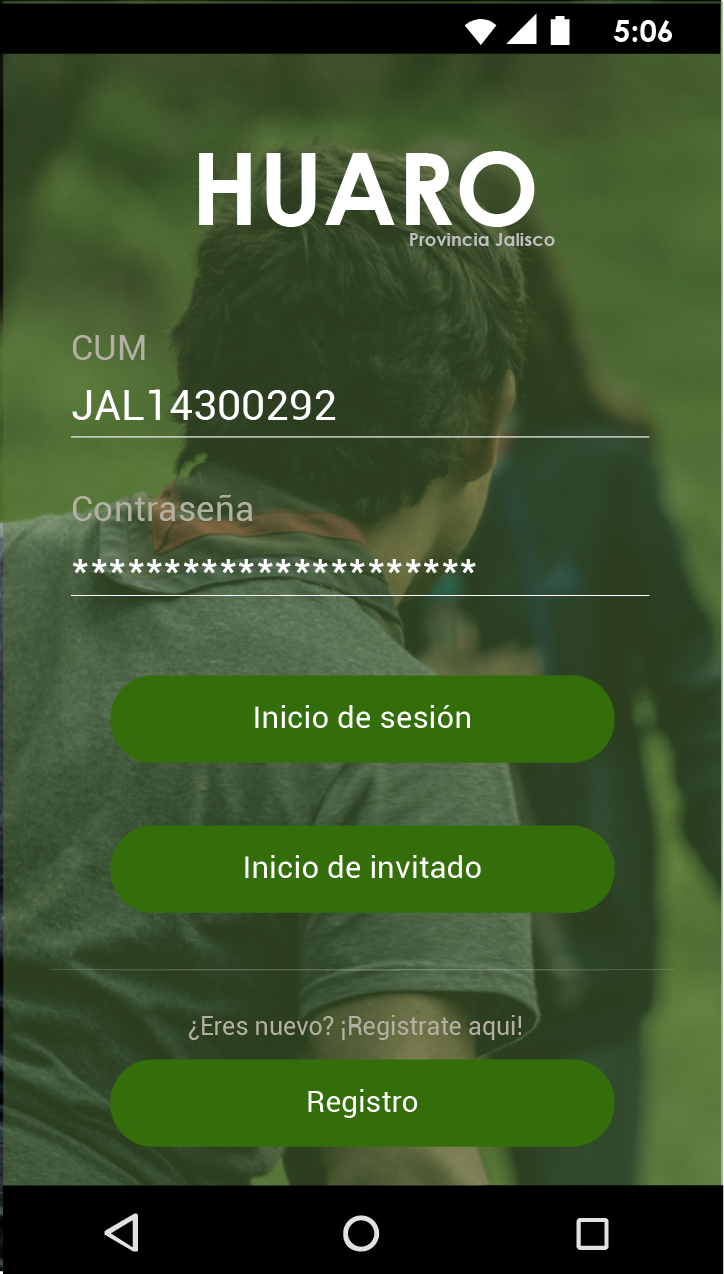 5:06
HUARO
Provincia Jalisco
CUM
JAL14300292
Contraseña
**********************
Inicio de sesión
Inicio de invitado
¿Eres nuevo? ¡Registrate aqui!
Registro